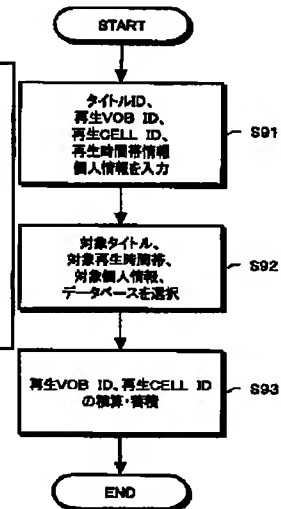 START
タイトルID、
再生VOB ID、
再生CELL ID、
再生時間帯情報
個人情報を入力
S91
対象タイトル、
対象再生時間帯、
対象個人情報、
データベースを選択
S92
再生VOB ID、再生CELL ID
の積算・蓄積
S93
END